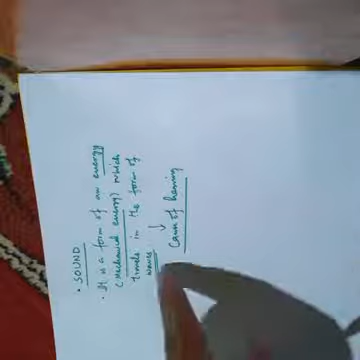 • SOUND
• It is a form of an energy
(Mechanical energy) which
travels in the form of
waves ↓
Cause of hearing